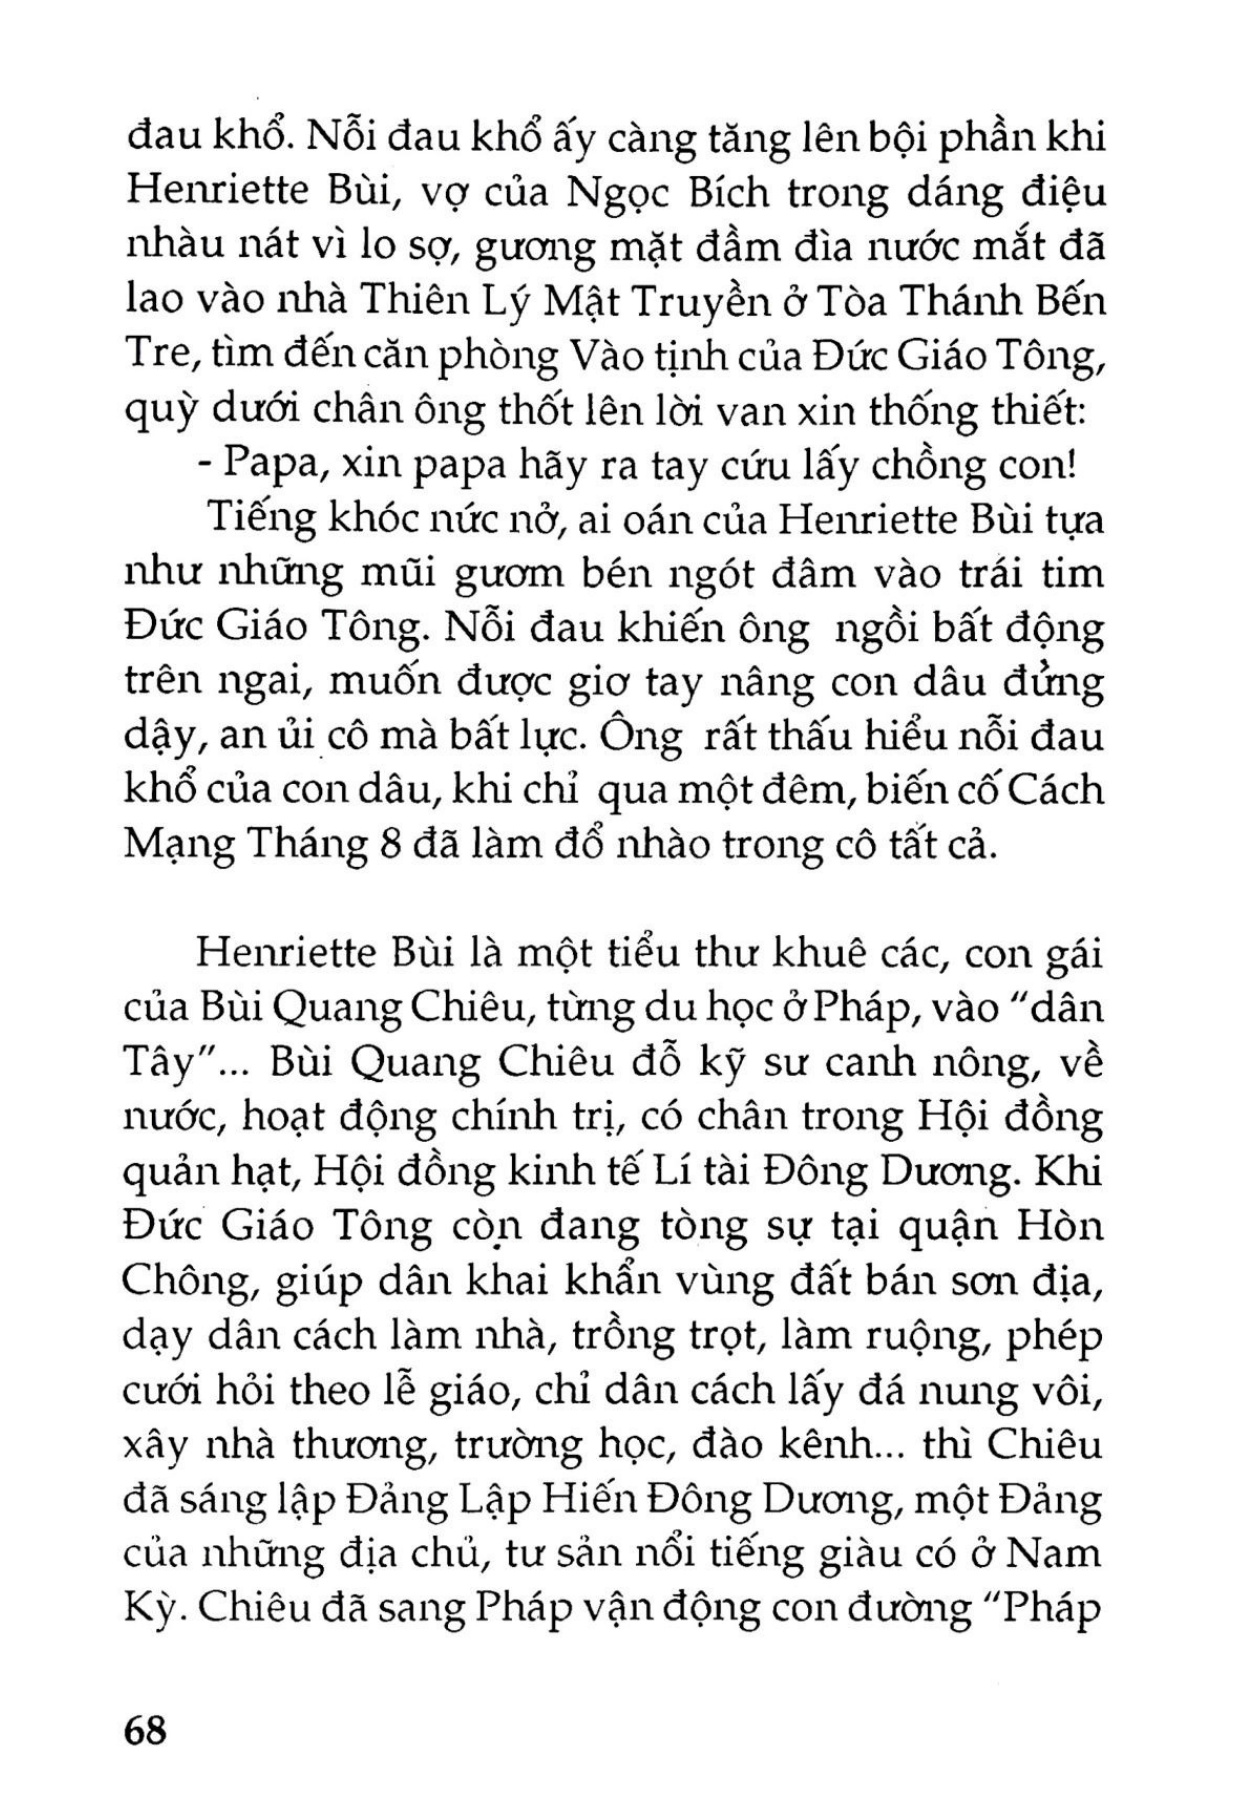 đau khổ. Nỗi đau khổ ấy càng tăng lên bội phần khi
Henriette Bùi, vợ của Ngọc Bích trong dáng điệu
nhàu nát vì lo sợ, gương mặt đầm đìa nước mắt đã
lao vào nhà Thiên Lý Mật Truyền ở Tòa Thánh Bến
Tre, tìm đến căn phòng Vào tịnh của Đức Giáo Tông,
quỳ dưới chân ông thốt lên lời van xin thống thiết:
- Papa, xin papa hãy ra tay cứu lấy chồng con!
Tiếng khóc nức nở, ai oán của Henriette Bùi tựa
như những mũi gươm bén ngót đâm vào trái tim
Đức Giáo Tông. Nỗi đau khiến ông ngồi bất động
trên ngai, muốn được giơ tay nâng con dâu đửng
dậy, an ủi cô mà bất lực. Ông rất thấu hiểu nỗi đau
khổ của con dâu, khi chỉ qua một đêm, biến cố Cách
Mạng Tháng 8 đã làm đổ nhào trong cô tất cả.
Henriette Bùi là một tiểu thư khuê các, con gái
của Bùi Quang Chiêu, từng du học ở Pháp, vào "dân
Tây"... Bùi Quang Chiêu đỗ kỹ sư canh nông, về
nước, hoạt động chính trị, có chân trong Hội đồng
quản hạt, Hội đồng kinh tế Lí tài Đông Dương. Khi
Đức Giáo Tông còn đang tòng sự tại quận Hòn
Chông, giúp dân khai khẩn vùng đất bán sơn địa,
dạy dân cách làm nhà, trồng trọt, làm ruộng, phép
cưới hỏi theo lễ giáo, chỉ dân cách lấy đá nung vôi,
xây nhà thương, trường học, đào kênh... thì Chiêu
đã sáng lập Đảng Lập Hiến Đông Dương, một Đảng
của những địa chủ, tư sản nổi tiếng giàu có ở Nam
Kỳ. Chiêu đã sang Pháp vận động con đường "Pháp
68